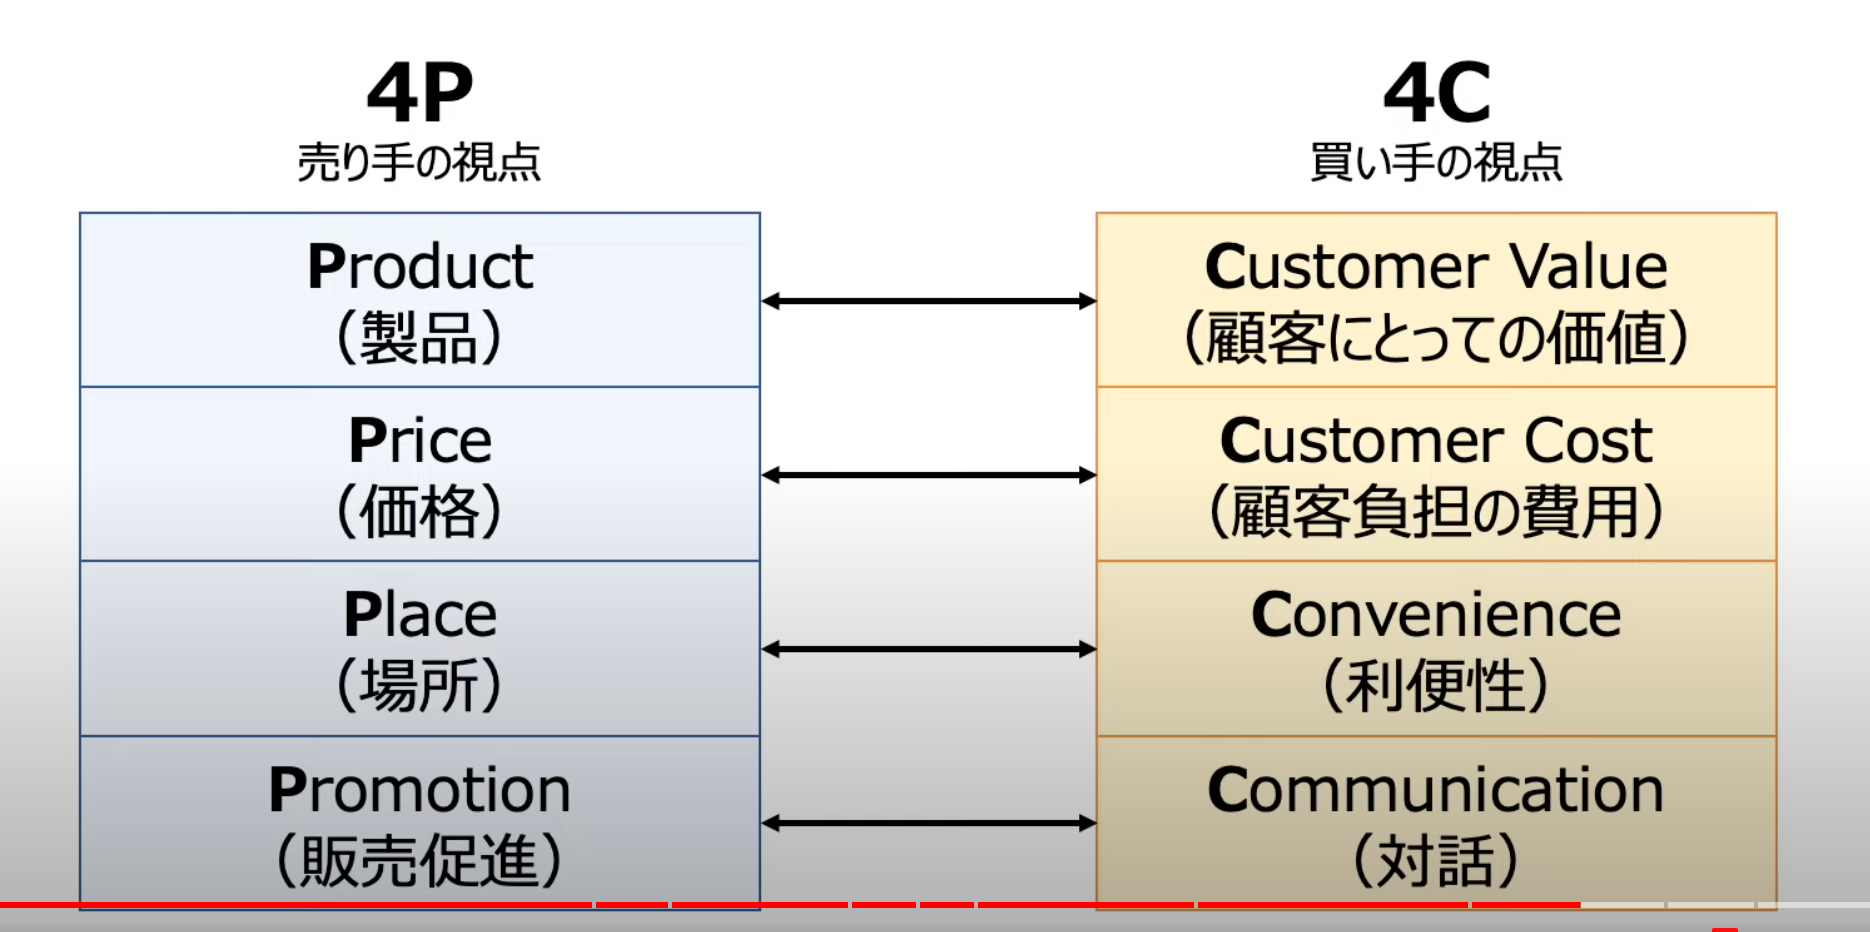 4P
売り手の視点
Product
（製品）
Price
（価格）
Place
（場所）
Promotion
（販売促進）
4C
買い手の視点
Customer Value
（顧客にとっての価値）
Customer Cost
（顧客負担の費用）
Convenience
（利便性）
Communication
（対話）